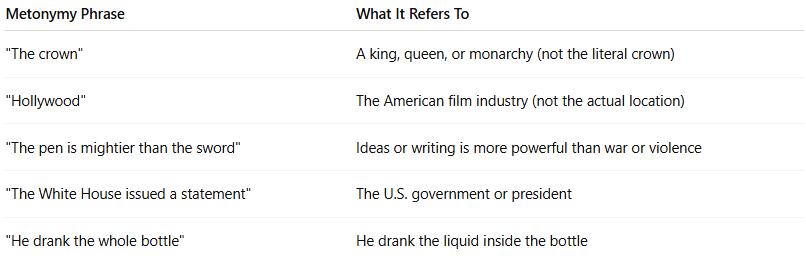 Metonymy Phrase What It Refers To
"The crown" A king, queen, or monarchy (not the literal crown)
"Hollywood" The American film industry (not the actual location)
"The pen is mightier than the sword" Ideas or writing is more powerful than war or violence
"The White House issued a statement" The U.S. government or president
"He drank the whole bottle" He drank the liquid inside the bottle